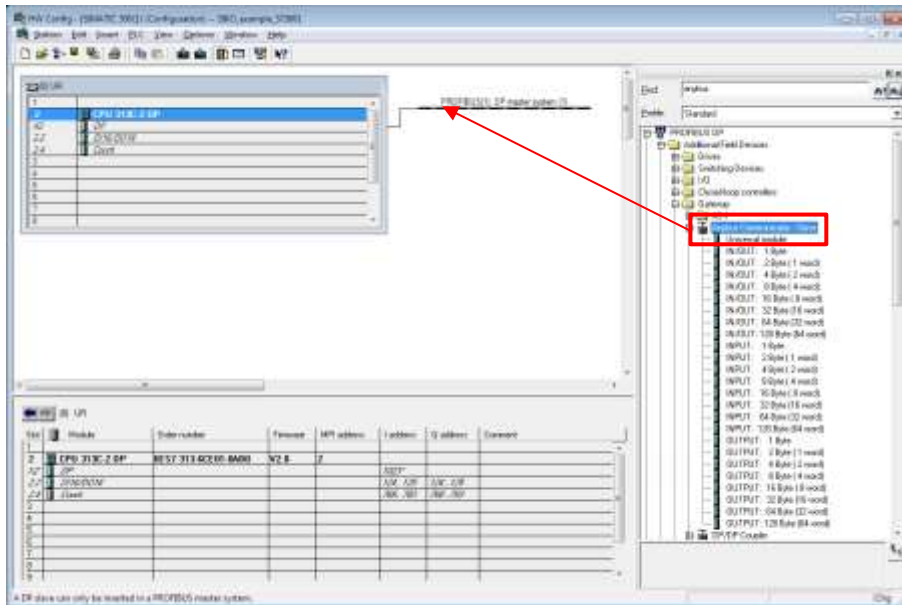 HW Config - [SIMATIC 300(1) (Configuration) --
Station Edit Insert PLC View Options Window Help
UR
1
2 CPU 313C-2 DP
X2 DP
2.2 DI16/DO16
2.4 Count
3
4
5
6
7
8
PROFIBUS(1): DP master system (1)
Find: anybus
Profile: Standard
PROFIBUS DP
Additional Field Devices
Drives
Switching Devices
I/O
Closed-loop controllers
Gateway
Universal module
IN/OUT: 1 Byte
IN/OUT: 2 Byte ( 1 word)
IN/OUT: 4 Byte ( 2 word)
IN/OUT: 8 Byte ( 4 word)
IN/OUT: 16 Byte ( 8 word)
IN/OUT: 32 Byte (16 word)
IN/OUT: 64 Byte (32 word)
IN/OUT: 128 Byte (64 word)
INPUT: 1 Byte
INPUT: 2 Byte ( 1 word)
INPUT: 4 Byte ( 2 word)
INPUT: 8 Byte ( 4 word)
INPUT: 16 Byte ( 8 word)
INPUT: 32 Byte (16 word)
INPUT: 64 Byte (32 word)
INPUT: 128 Byte (64 word)
OUTPUT: 1 Byte
OUTPUT: 2 Byte ( 1 word)
OUTPUT: 4 Byte ( 2 word)
OUTPUT: 8 Byte ( 4 word)
OUTPUT: 16 Byte ( 8 word)
OUTPUT: 32 Byte (16 word)
OUTPUT: 64 Byte (32 word)
OUTPUT: 128 Byte (64 word)
DP/DP Coupler
UR
Slot Module Order number Firmware MPI address I address Q address Comment
1
2 CPU 313C-2 DP V2.0 2
X2 DP
2.2 DI16/DO16
2.4 Count
3
4
5
6
7
8
9
A DP slave can only be inserted in a PROFIBUS master system.
Chg